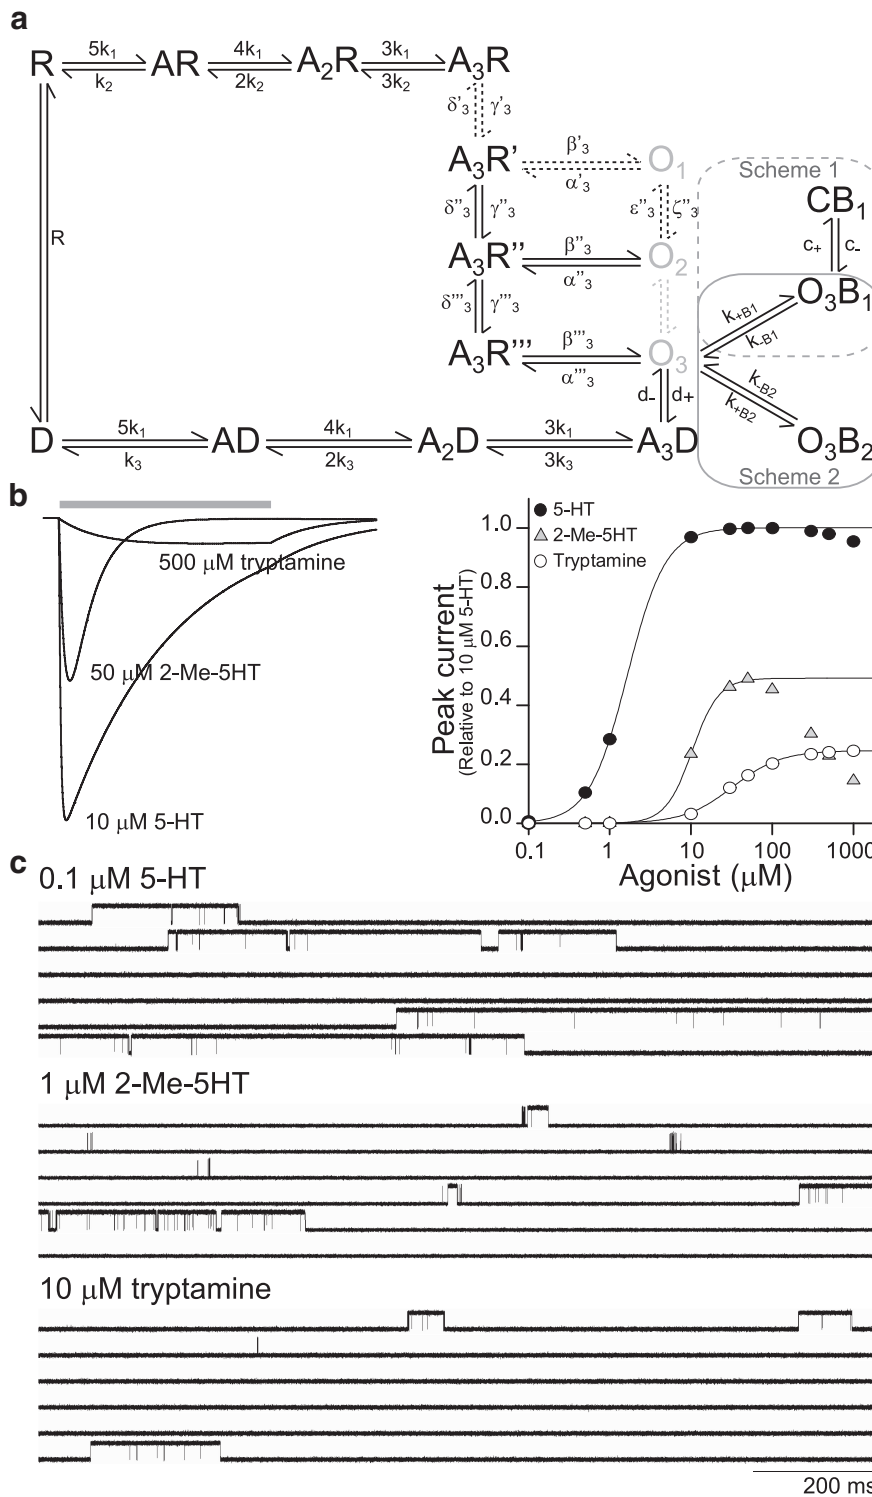 a
R 5k₁ k₂ AR 4k₁ 2k₂ A₂R 3k₁ 3k₂ A₃R
δ'₃ γ'₃
A₃R' β'₃ α'₃ O₁
Scheme 1
δ''₃ γ''₃ ε''₃ ζ''₃ CB₁
R
A₃R'' β''₃ α''₃ O₂ c₊ c₋
O₃B₁
δ'''₃ γ'''₃ k₊B1 k₋B1
A₃R''' β'''₃ α'''₃ O₃
d- d+ k₋B2 k₊B2
D 5k₁ k₃ AD 4k₁ 2k₃ A₂D 3k₁ 3k₃ A₃D O₃B₂
Scheme 2
b
500 μM tryptamine
50 μM 2-Me-5HT
10 μM 5-HT
5-HT
2-Me-5HT
Tryptamine
Peak current
(Relative to 10 μM 5-HT)
1.0
0.8
0.6
0.4
0.2
0.0
0.1 1 10 100 1000
Agonist (μM)
c
0.1 μM 5-HT
1 μM 2-Me-5HT
10 μM tryptamine
200 ms